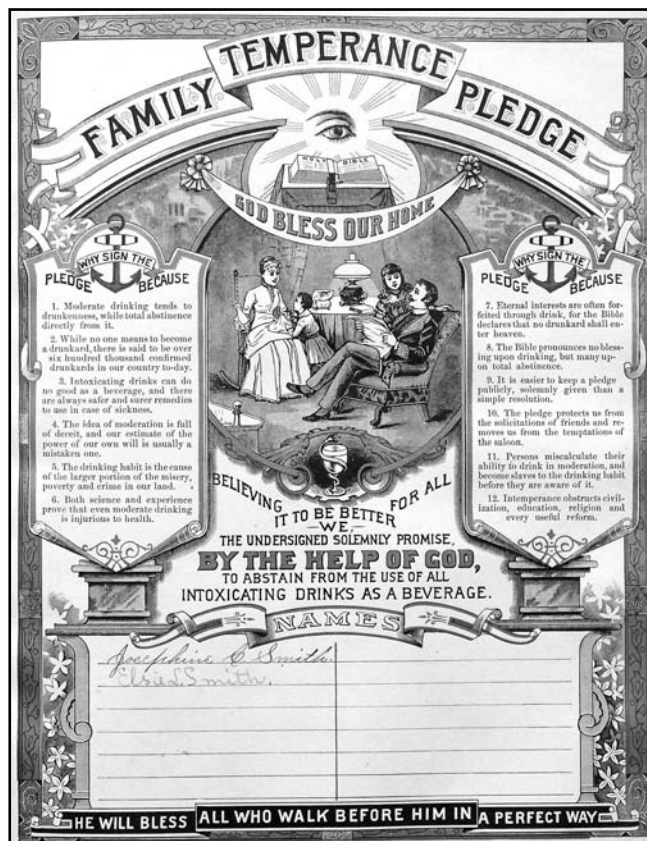 FAMILY TEMPERANCE PLEDGE
HOLY BIBLE
GOD BLESS OUR HOME
WHY SIGN THE
PLEDGE BECAUSE
1. Moderate drinking tends to
drunkenness, while total abstinence
directly from it.
2. While no one means to become
a drunkard, there is said to be over
six hundred thousand confirmed
drunkards in our country to-day.
3. Intoxicating drinks can do
no good as a beverage, and there
are always safer and surer remedies
to use in case of sickness.
4. The idea of moderation is full
of deceit, and our estimate of the
power of our own will is usually a
mistaken one.
5. The drinking habit is the cause
of the larger portion of the misery,
poverty and crime in our land.
6. Both science and experience
prove that even moderate drinking
is injurious to health.
WHY SIGN THE
PLEDGE BECAUSE
7. Eternal interests are often for-
feited through drink, for the Bible
declares that no drunkard shall en-
ter heaven.
8. The Bible pronounces no bless-
ing upon drinking, but many up-
on total abstinence.
9. It is easier to keep a pledge
publicly, solemnly given than a
simple resolution.
10. The pledge protects us from
the solicitations of friends and re-
moves us from the temptations of
the saloon.
11. Persons miscalculate their
ability to drink in moderation, and
become slaves to the drinking habit
before they are aware of it.
12. Intemperance obstructs civil-
ization, education, religion and
every useful reform.
BELIEVING
IT TO BE BETTER
FOR ALL
—WE,—
THE UNDERSIGNED SOLEMNLY PROMISE,
BY THE HELP OF GOD,
TO ABSTAIN FROM THE USE OF ALL
INTOXICATING DRINKS AS A BEVERAGE.
NAMES
Josephine C Smith.
Elsie L. Smith.
HE WILL BLESS ALL WHO WALK BEFORE HIM IN A PERFECT WAY